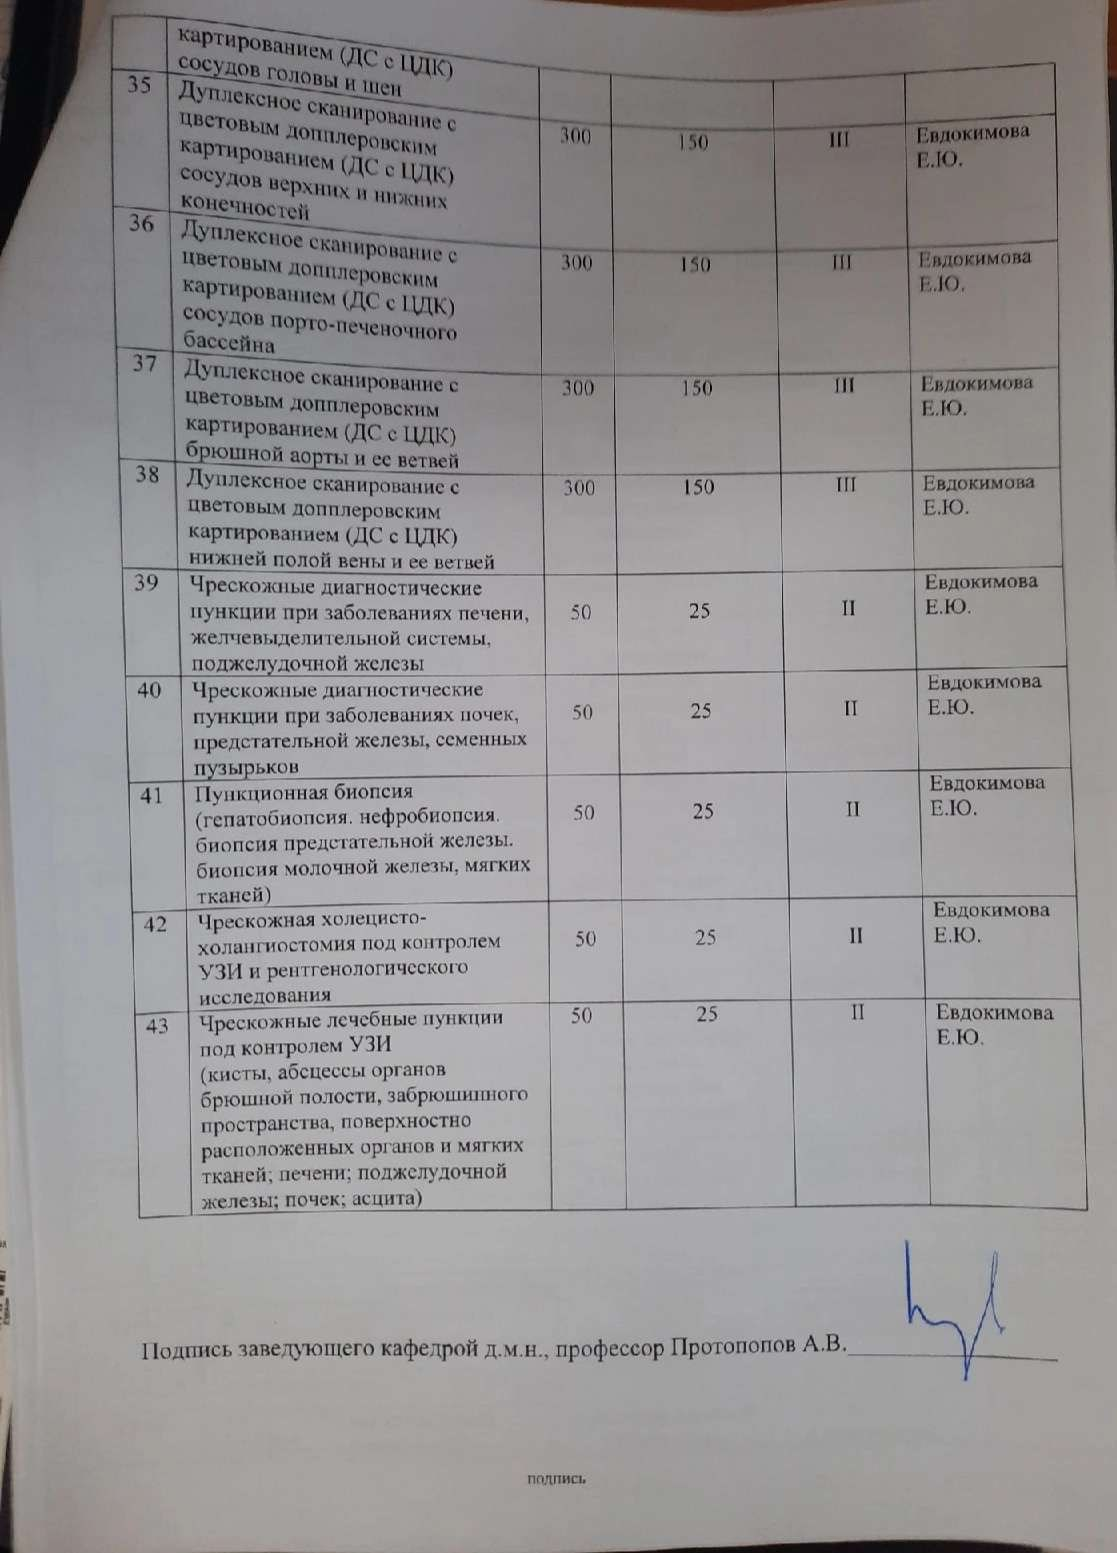 картированием (ДС с ЦДК)
сосудов головы и шеи
35
Дуплексное сканирование с
цветовым допплеровским
картированием (ДС с ЦДК)
сосудов верхних и нижних
конечностей
300
150
III
Евдокимова
Е.Ю.
36
Дуплексное сканирование с
цветовым допплеровским
картированием (ДС с ЦДК)
сосудов порто-печеночного
бассейна
300
150
III
Евдокимова
Е.Ю.
37
Дуплексное сканирование с
цветовым допплеровским
картированием (ДС с ЦДК)
брюшной аорты и ее ветвей
300
150
III
Евдокимова
Е.Ю.
38
Дуплексное сканирование с
цветовым допплеровским
картированием (ДС с ЦДК)
нижней полой вены и ее ветвей
300
150
III
Евдокимова
Е.Ю.
39
Чрескожные диагностические
пункции при заболеваниях печени,
желчевыделительной системы,
поджелудочной железы
50
25
II
Евдокимова
Е.Ю.
40
Чрескожные диагностические
пункции при заболеваниях почек,
предстательной железы, семенных
пузырьков
50
25
II
Евдокимова
Е.Ю.
41
Пункционная биопсия
(гепатобиопсия. нефробиопсия.
биопсия предстательной железы.
биопсия молочной железы, мягких
тканей)
50
25
II
Евдокимова
Е.Ю.
42
Чрескожная холецисто-
холангиостомия под контролем
УЗИ и рентгенологического
исследования
50
25
II
Евдокимова
Е.Ю.
43
Чрескожные лечебные пункции
под контролем УЗИ
(кисты, абсцессы органов
брюшной полости, забрюшинного
пространства, поверхностно
расположенных органов и мягких
тканей; печени; поджелудочной
железы; почек; асцита)
50
25
II
Евдокимова
Е.Ю.
Подпись заведующего кафедрой д.м.н., профессор Протопопов А.В.
подпись